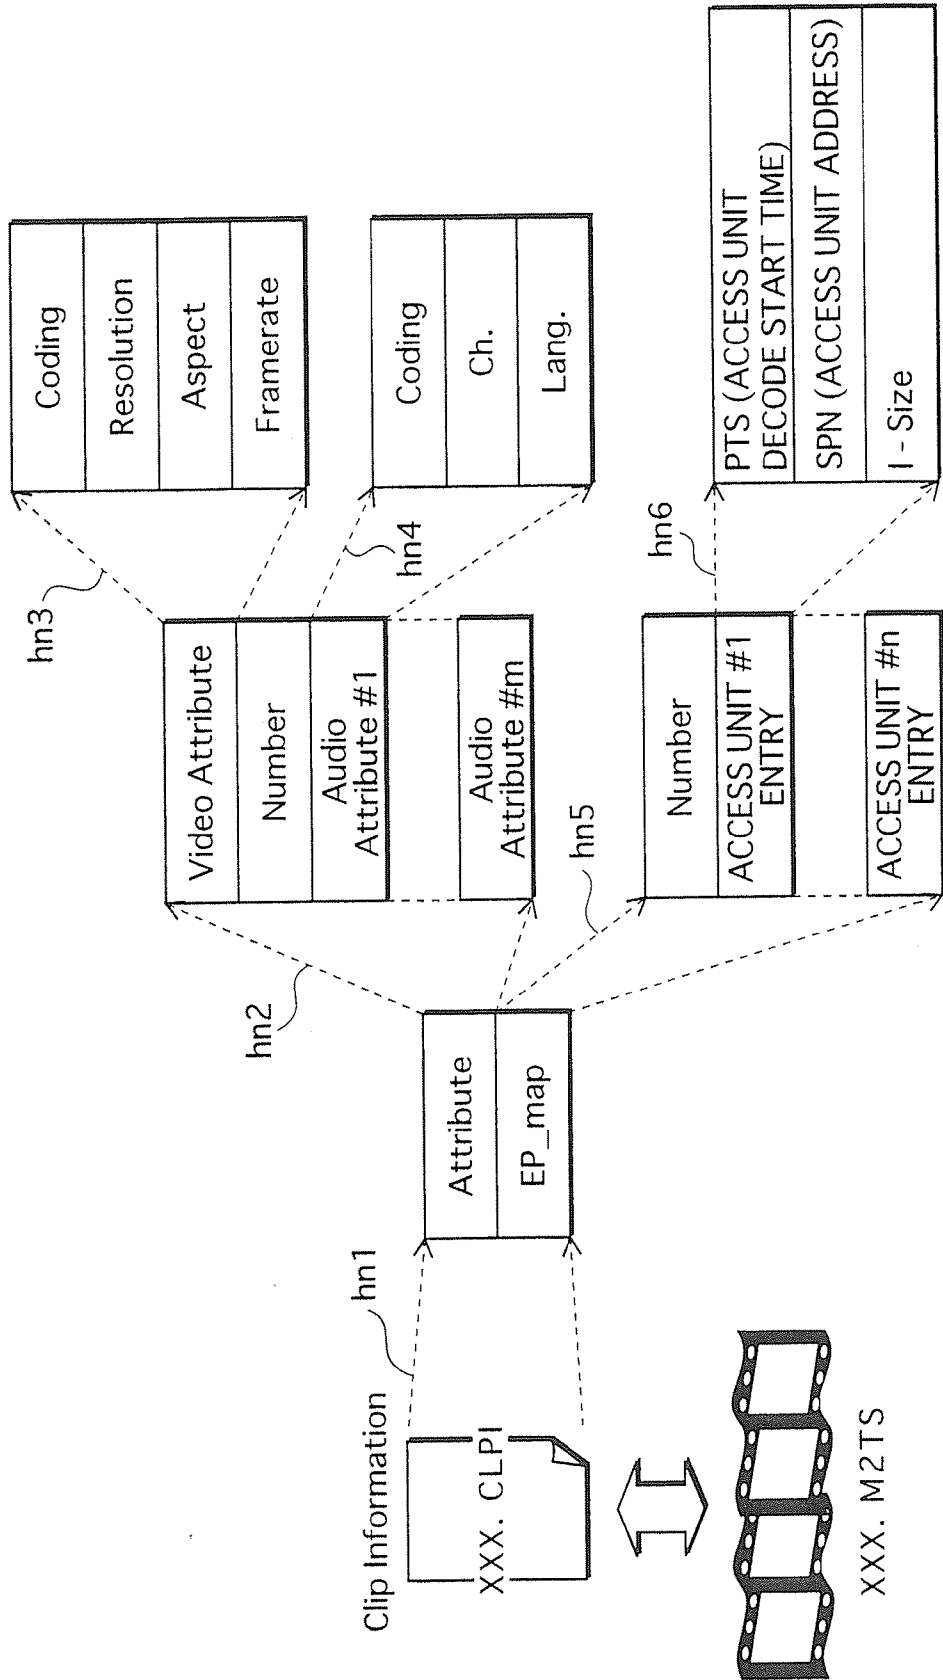 Clip Information
XXX. CLPI
XXX. M2TS
hn1
Attribute
EP_map
hn2
Video Attribute
Number
Audio
Attribute #1
Audio
Attribute #m
hn5
Number
ACCESS UNIT #1
ENTRY
ACCESS UNIT #n
ENTRY
hn3
Coding
Resolution
Aspect
Framerate
hn4
Coding
Ch.
Lang.
hn6
PTS (ACCESS UNIT
DECODE START TIME)
SPN (ACCESS UNIT ADDRESS)
I - Size